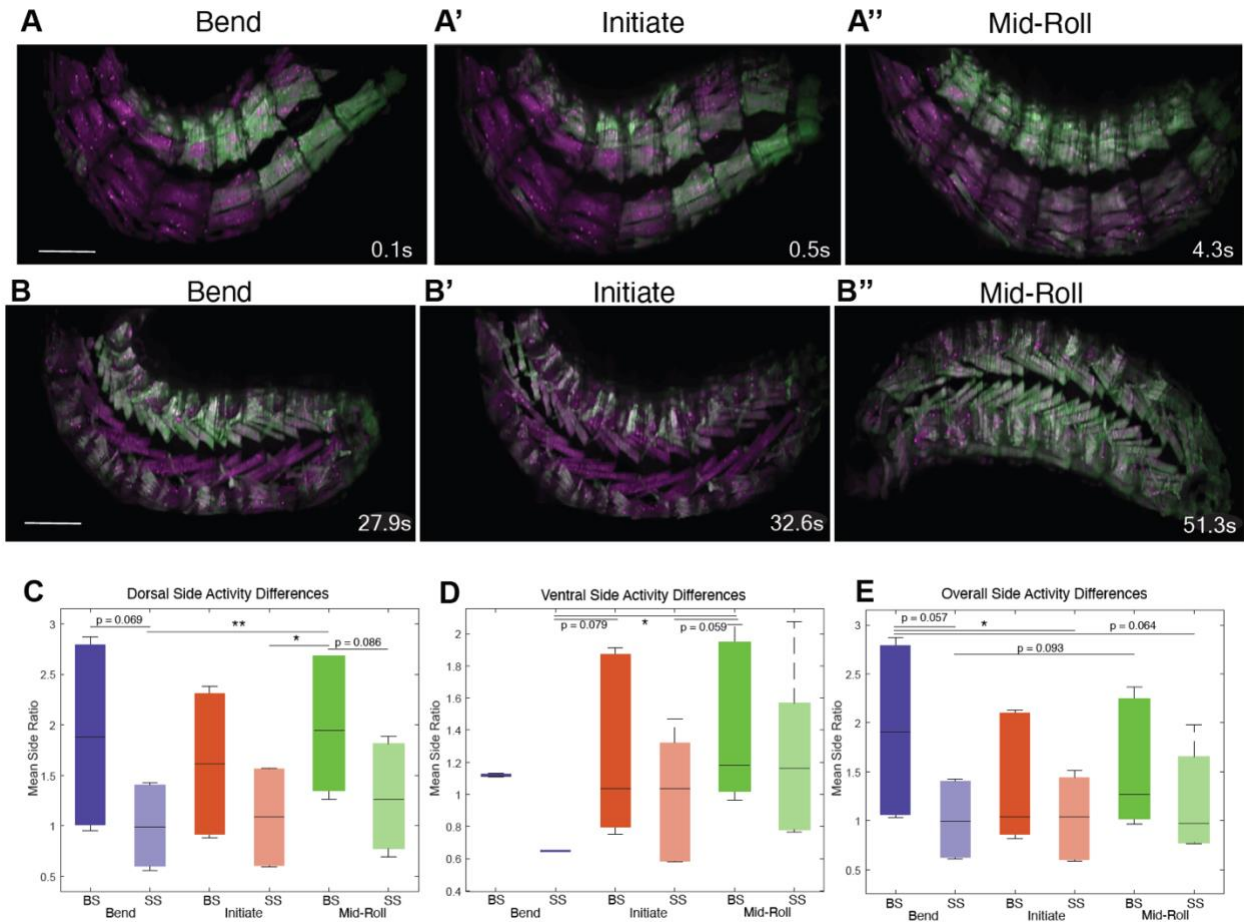 A Bend
A' Initiate
A'' Mid-Roll
0.1s
0.5s
4.3s
B Bend
B' Initiate
B'' Mid-Roll
27.9s
32.6s
51.3s
C Dorsal Side Activity Differences
p = 0.069
**
*
p = 0.086
Mean Side Ratio
3
2.5
2
1.5
1
0.5
BS SS BS SS BS SS
Bend Initiate Mid-Roll
D Ventral Side Activity Differences
p = 0.079
*
p = 0.059
Mean Side Ratio
2
1.8
1.6
1.4
1.2
1
0.8
0.6
0.4
BS SS BS SS BS SS
Bend Initiate Mid-Roll
E Overall Side Activity Differences
p = 0.057
*
p = 0.064
p = 0.093
Mean Side Ratio
3
2.5
2
1.5
1
0.5
BS SS BS SS BS SS
Bend Initiate Mid-Roll